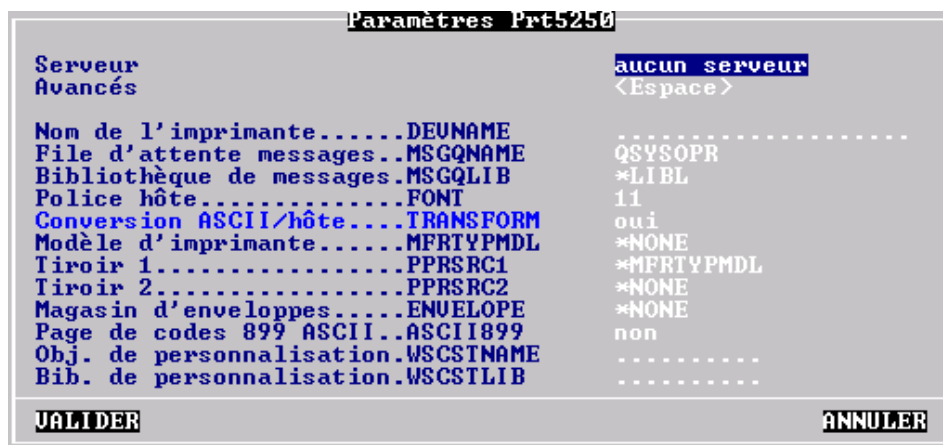 Paramètres Prt5250
Serveur aucun serveur
Avancés <Espace>
Nom de l'imprimante......DEVNAME .....................
File d'attente messages..MSGQNAME QSYSOPR
Bibliothèque de messages.MSGQLIB *LIBL
Police hôte..............FONT 11
Conversion ASCII/hôte....TRANSFORM oui
Modèle d'imprimante......MFRTYPMDL *NONE
Tiroir 1.................PPRSRC1 *MFRTYPMDL
Tiroir 2.................PPRSRC2 *NONE
Magasin d'enveloppes.....ENVELOPE *NONE
Page de codes 899 ASCII..ASCII899 non
Obj. de personnalisation.WSCSTNAME ..........
Bib. de personnalisation.WSCSTLIB ..........
VALIDER ANNULER